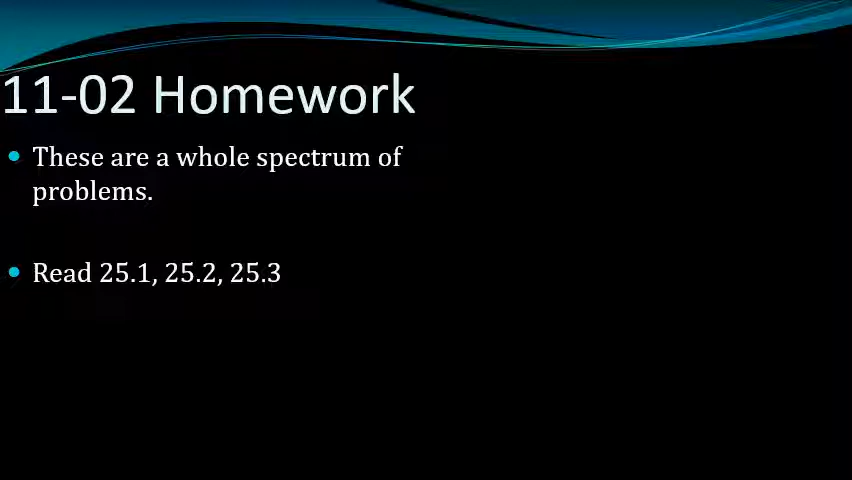 11-02 Homework
These are a whole spectrum of
problems.
Read 25.1, 25.2, 25.3